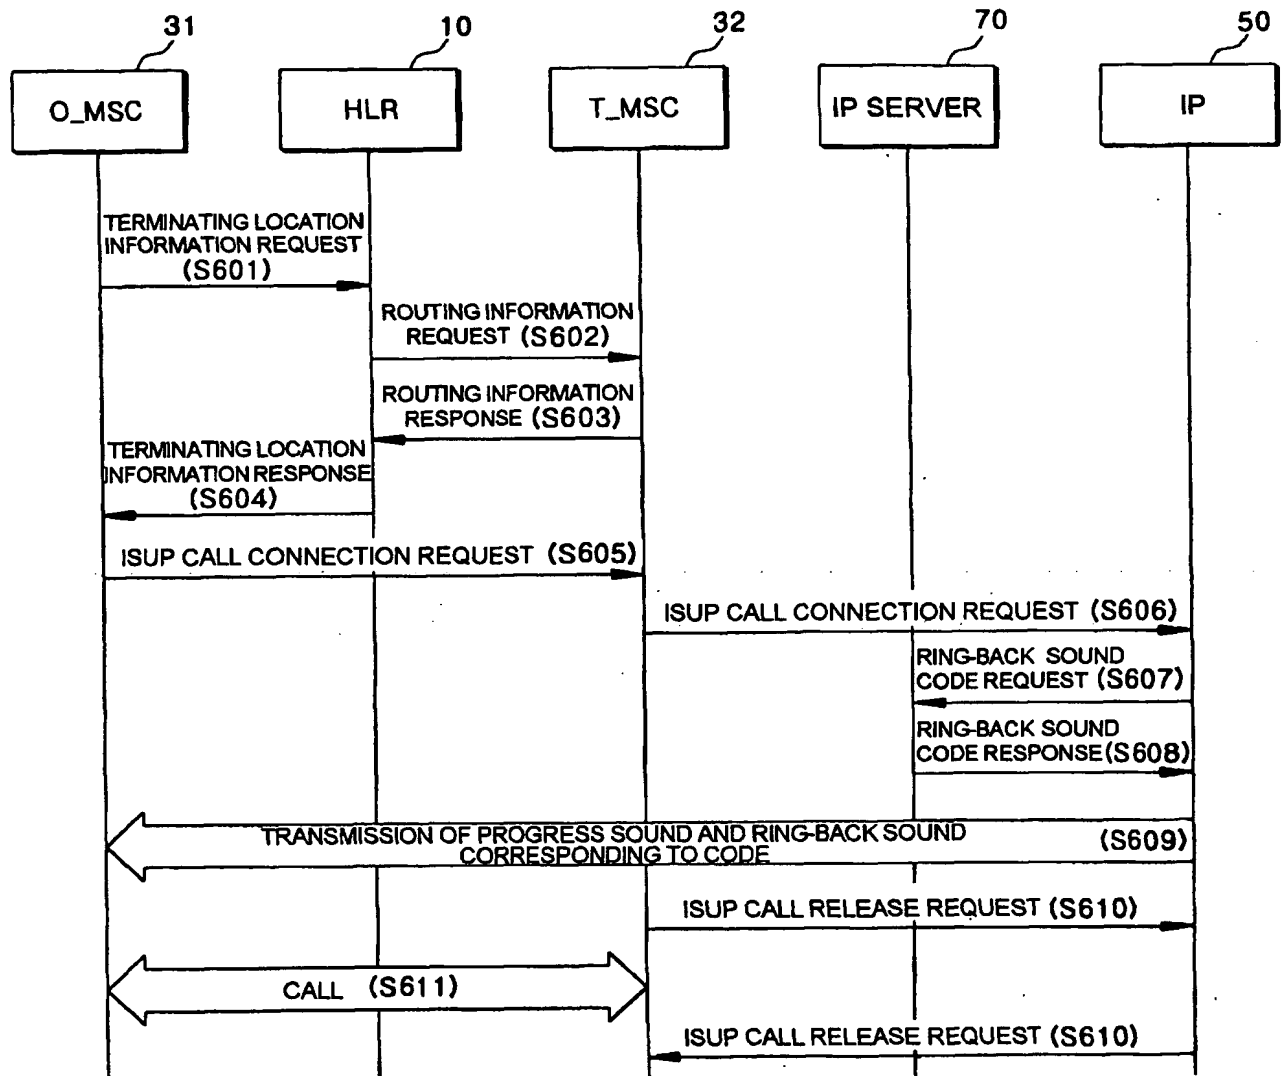 31
10
32
70
50
O_MSC
HLR
T_MSC
IP SERVER
IP
TERMINATING LOCATION
INFORMATION REQUEST
(S601)
ROUTING INFORMATION
REQUEST (S602)
ROUTING INFORMATION
RESPONSE (S603)
TERMINATING LOCATION
INFORMATION RESPONSE
(S604)
ISUP CALL CONNECTION REQUEST (S605)
ISUP CALL CONNECTION REQUEST (S606)
RING-BACK SOUND
CODE REQUEST (S607)
RING-BACK SOUND
CODE RESPONSE(S608)
TRANSMISSION OF PROGRESS SOUND AND RING-BACK SOUND
CORRESPONDING TO CODE
(S609)
ISUP CALL RELEASE REQUEST (S610)
CALL (S611)
ISUP CALL RELEASE REQUEST (S610)